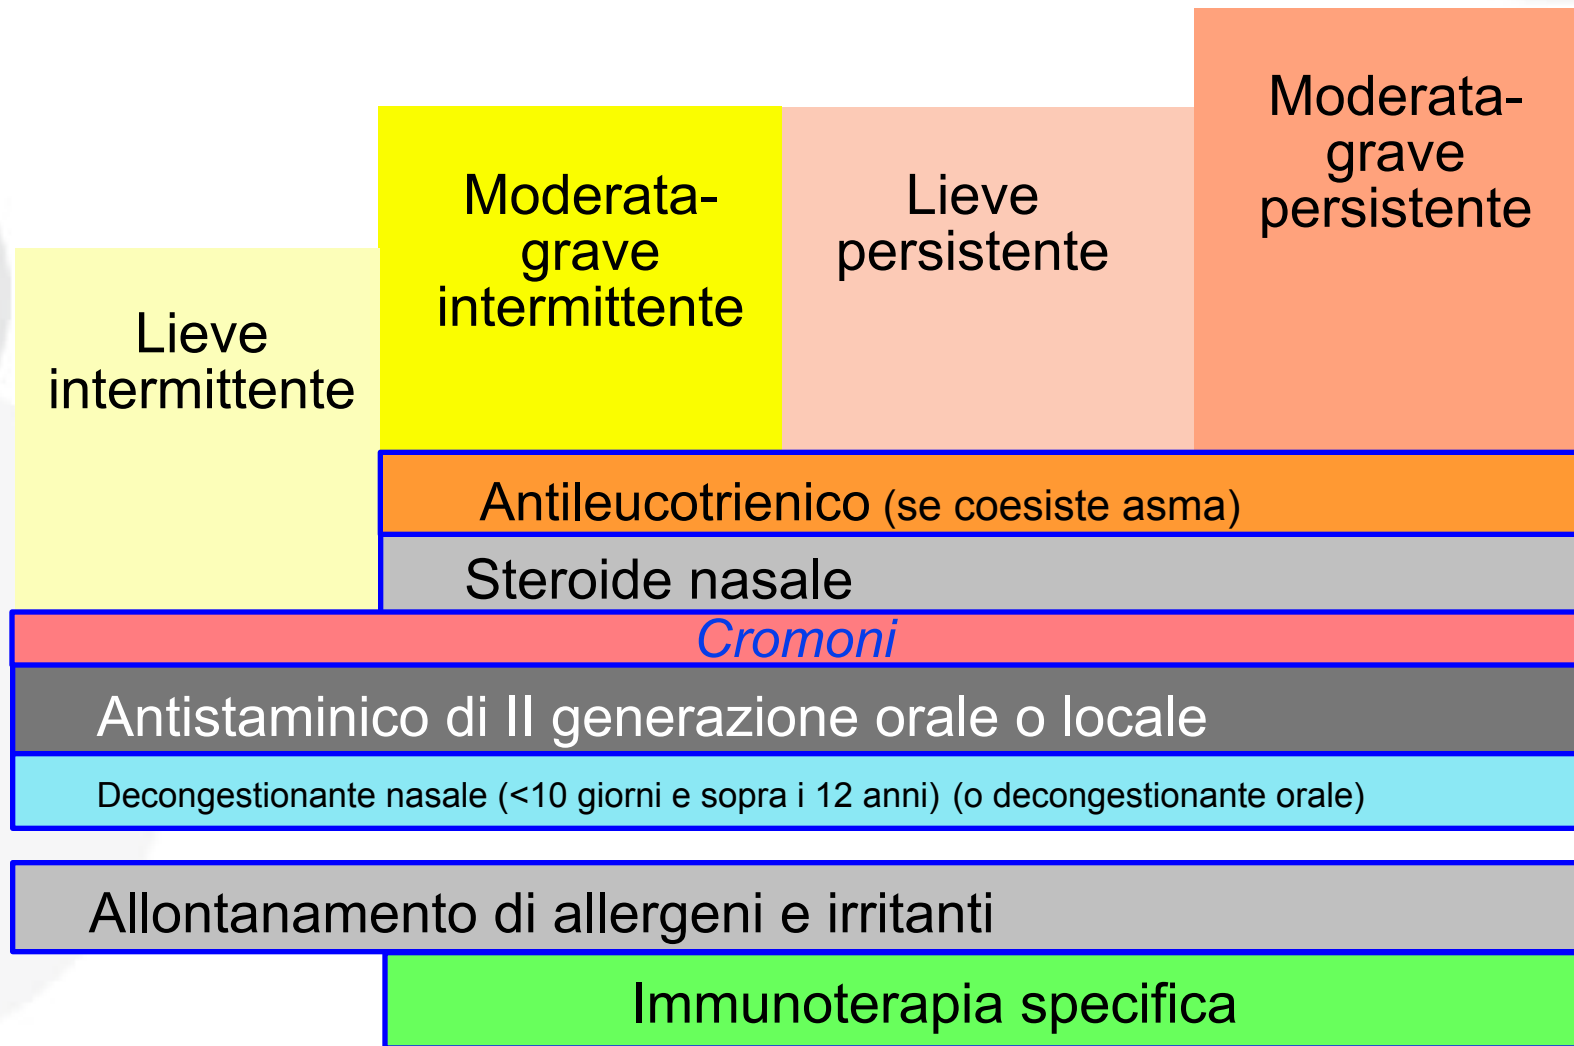 Lieve
intermittente
Moderata-
grave
intermittente
Lieve
persistente
Moderata-
grave
persistente
Antileucotrienico (se coesiste asma)
Steroide nasale
Cromoni
Antistaminico di II generazione orale o locale
Decongestionante nasale (<10 giorni e sopra i 12 anni) (o decongestionante orale)
Allontanamento di allergeni e irritanti
Immunoterapia specifica